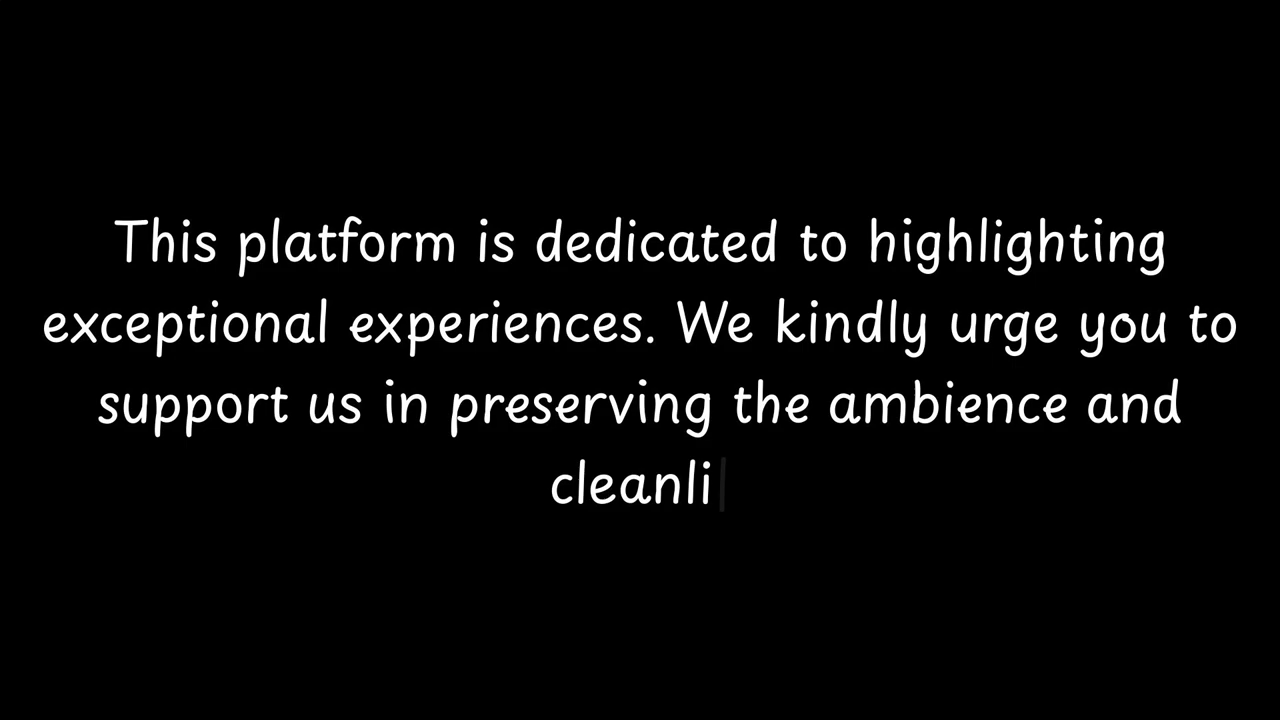 This platform is dedicated to highlighting
exceptional experiences. We kindly urge you to
support us in preserving the ambience and
cleanli